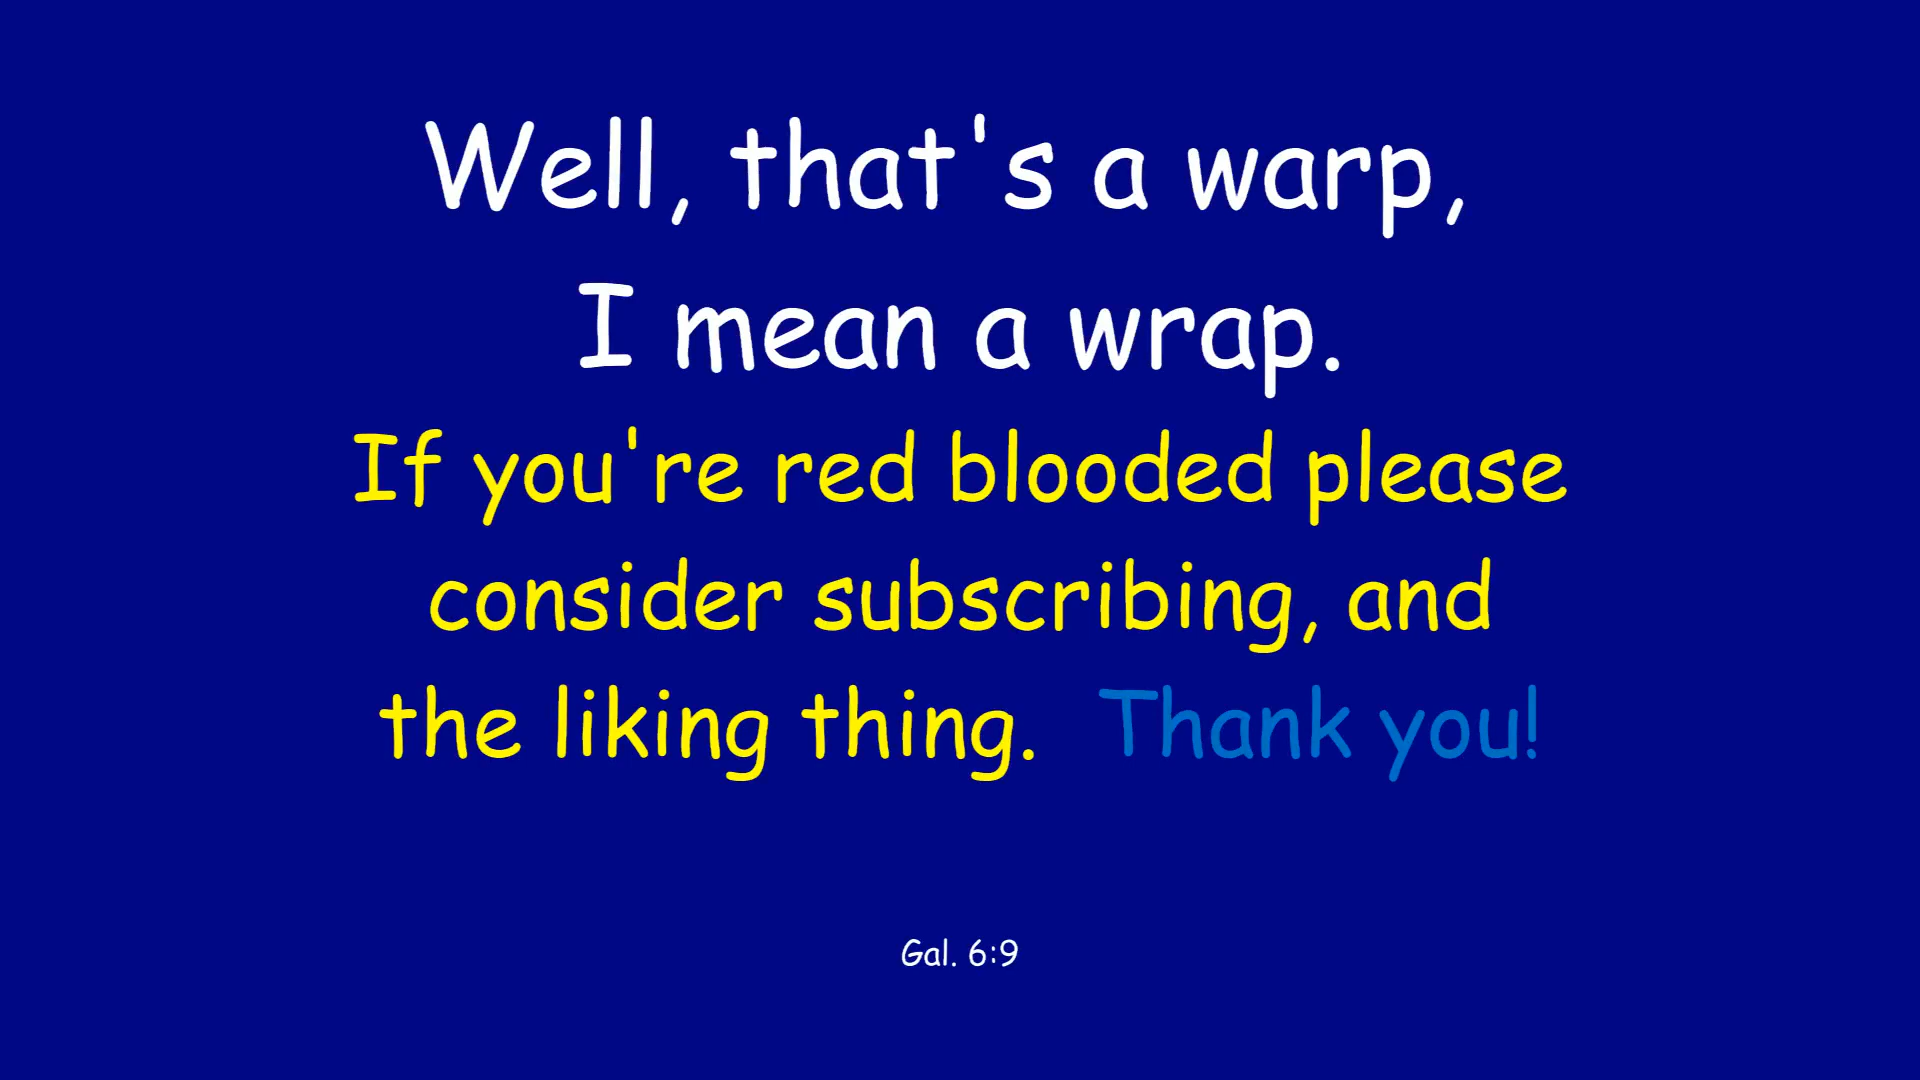 Well, that's a warp,
I mean a wrap.
If you're red blooded please
consider subscribing, and
the liking thing. Thank you!
Gal. 6:9